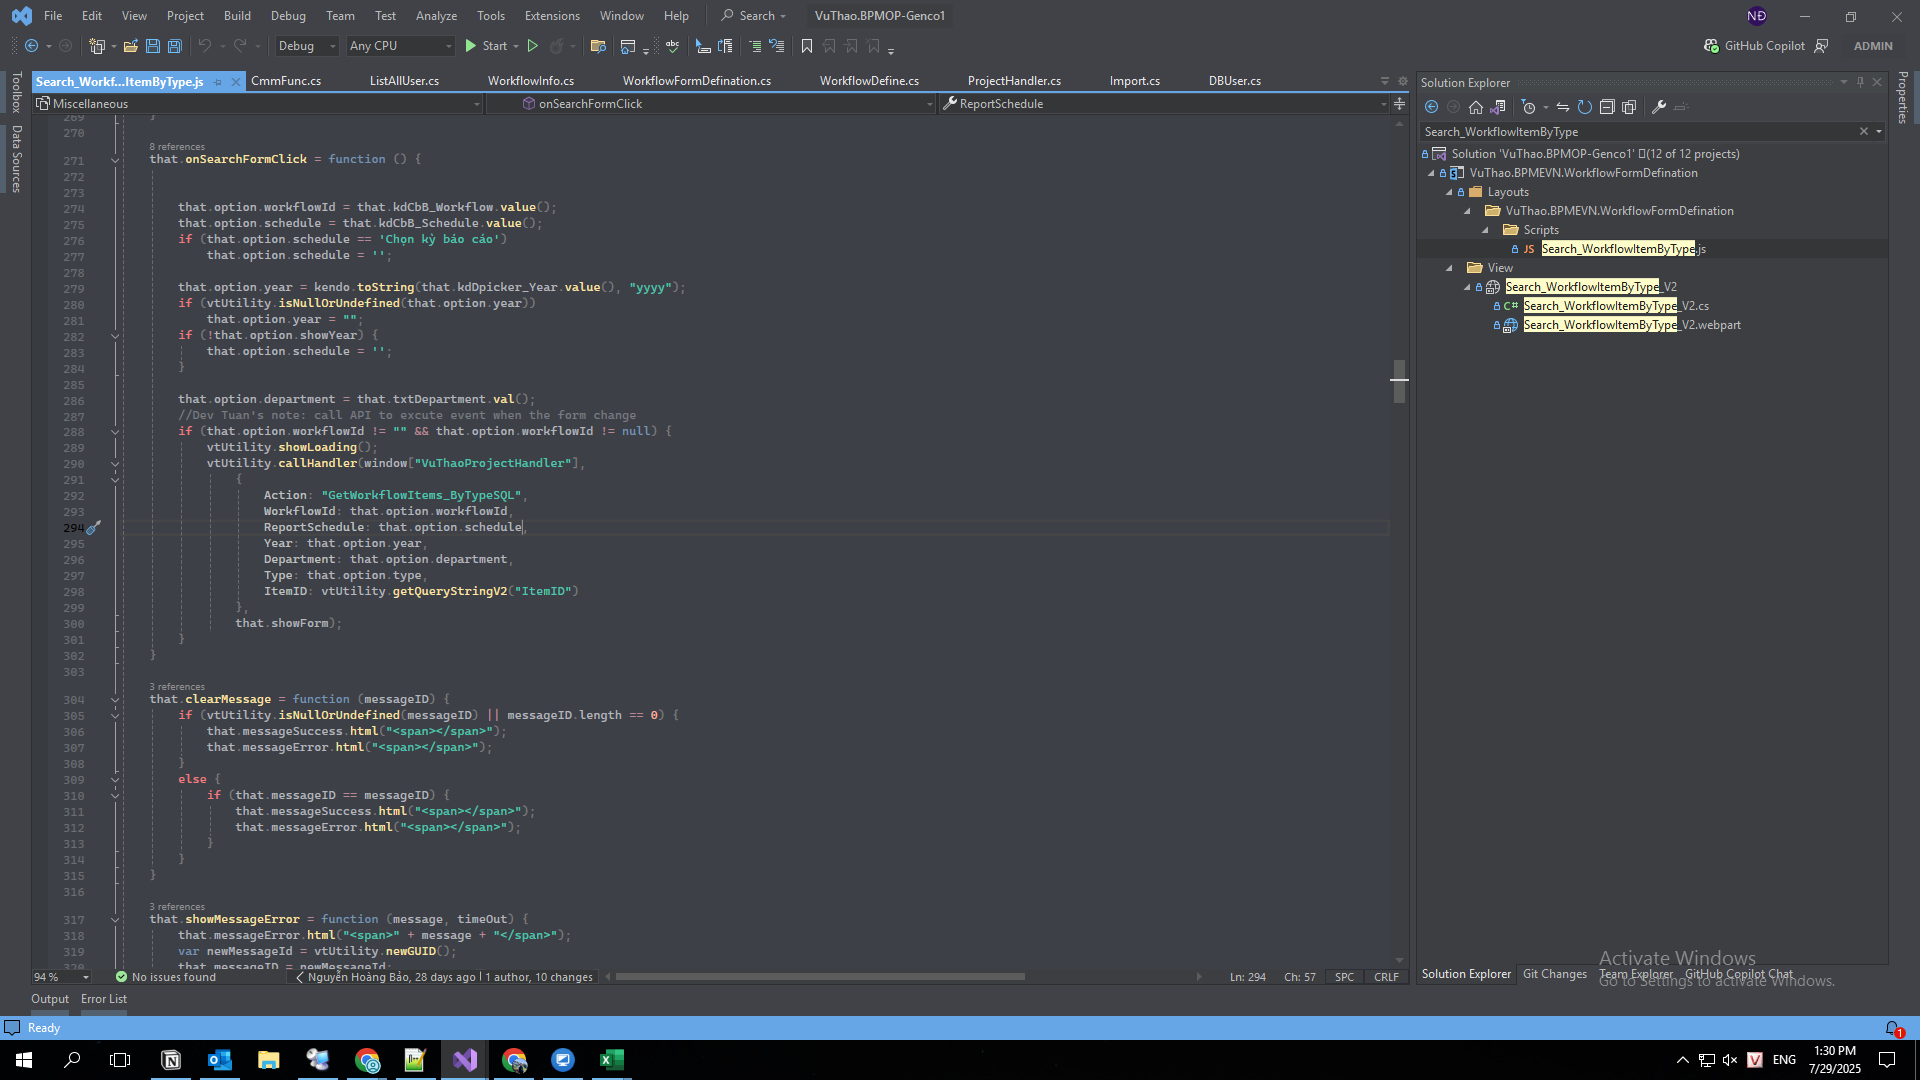 File Edit View Project Build Debug Team Test Analyze Tools Extensions Window Help Search VuThao.BPMOP-Genco1 NĐ
Debug Any CPU Start GitHub Copilot ADMIN
Toolbox
Data Sources
Search_Workf...ItemByType.js CmmFunc.cs ListAllUser.cs WorkflowInfo.cs WorkflowFormDefination.cs WorkflowDefine.cs ProjectHandler.cs Import.cs DBUser.cs
Miscellaneous onSearchFormClick ReportSchedule
269 }
270
8 references
271 that.onSearchFormClick = function () {
272
273
274 that.option.workflowId = that.kdCbB_Workflow.value();
275 that.option.schedule = that.kdCbB_Schedule.value();
276 if (that.option.schedule == 'Chọn kỳ báo cáo')
277 that.option.schedule = '';
278
279 that.option.year = kendo.toString(that.kdDpicker_Year.value(), "yyyy");
280 if (vtUtility.isNullOrUndefined(that.option.year))
281 that.option.year = "";
282 if (!that.option.showYear) {
283 that.option.schedule = '';
284 }
285
286 that.option.department = that.txtDepartment.val();
287 //Dev Tuan's note: call API to excute event when the form change
288 if (that.option.workflowId != "" && that.option.workflowId != null) {
289 vtUtility.showLoading();
290 vtUtility.callHandler(window["VuThaoProjectHandler"],
291 {
292 Action: "GetWorkflowItems_ByTypeSQL",
293 WorkflowId: that.option.workflowId,
294 ReportSchedule: that.option.schedule,
295 Year: that.option.year,
296 Department: that.option.department,
297 Type: that.option.type,
298 ItemID: vtUtility.getQueryStringV2("ItemID")
299 },
300 that.showForm);
301 }
302 }
303
3 references
304 that.clearMessage = function (messageID) {
305 if (vtUtility.isNullOrUndefined(messageID) || messageID.length == 0) {
306 that.messageSuccess.html("<span></span>");
307 that.messageError.html("<span></span>");
308 }
309 else {
310 if (that.messageID == messageID) {
311 that.messageSuccess.html("<span></span>");
312 that.messageError.html("<span></span>");
313 }
314 }
315 }
316
3 references
317 that.showMessageError = function (message, timeOut) {
318 that.messageError.html("<span>" + message + "</span>");
319 var newMessageId = vtUtility.newGUID();
320 that.messageID = newMessageId;
94 % No issues found Nguyễn Hoàng Bảo, 28 days ago | 1 author, 10 changes Ln: 294 Ch: 57 SPC CRLF
Solution Explorer
Search_WorkflowItemByType
Solution 'VuThao.BPMOP-Genco1' (12 of 12 projects)
VuThao.BPMEVN.WorkflowFormDefination
Layouts
VuThao.BPMEVN.WorkflowFormDefination
Scripts
JS Search_WorkflowItemByType.js
View
Search_WorkflowItemByType_V2
C# Search_WorkflowItemByType_V2.cs
Search_WorkflowItemByType_V2.webpart
Properties
Solution Explorer Git Changes Team Explorer GitHub Copilot Chat
Activate Windows
Go to Settings to activate Windows.
Output Error List
Ready 1
ENG 1:30 PM
7/29/2025